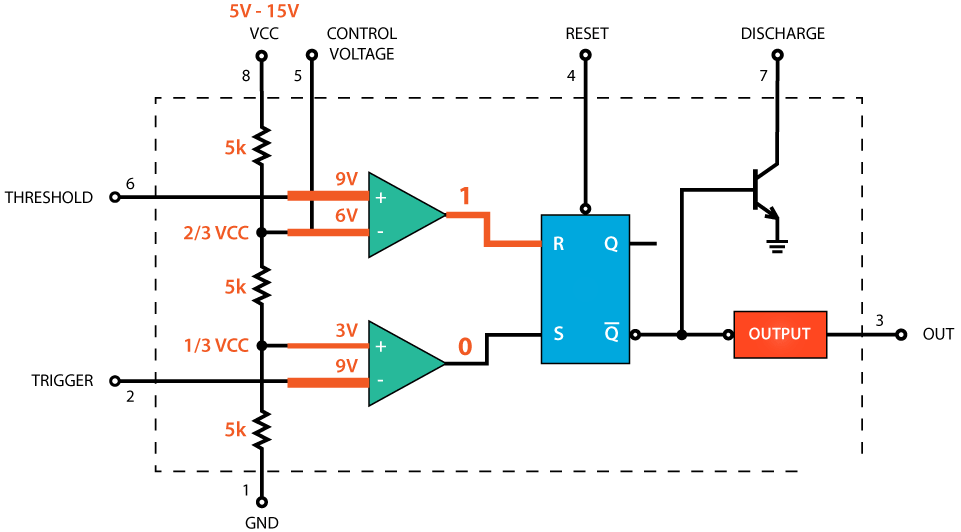 5V - 15V
VCC
CONTROL
VOLTAGE
RESET
DISCHARGE
8
5
4
7
5k
THRESHOLD
6
9V
+
1
2/3 VCC
6V
-
R
Q
5k
1/3 VCC
3V
+
0
S
Q̅
OUTPUT
3
OUT
TRIGGER
2
9V
-
5k
1
GND